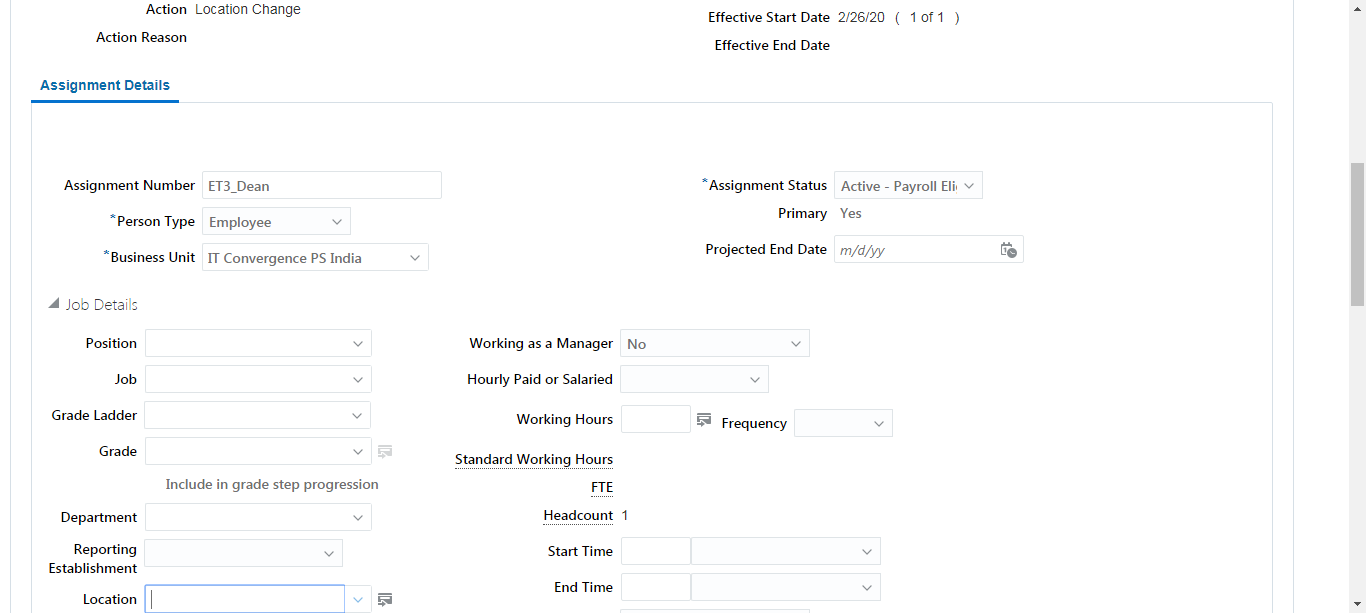 Action Location Change
Effective Start Date 2/26/20 ( 1 of 1 )
Action Reason
Effective End Date
Assignment Details
Assignment Number ET3_Dean
*Assignment Status Active - Payroll Eli
*Person Type Employee
Primary Yes
*Business Unit IT Convergence PS India
Projected End Date m/d/yy
Job Details
Position
Working as a Manager No
Job
Hourly Paid or Salaried
Grade Ladder
Working Hours
Frequency
Grade
Standard Working Hours
Include in grade step progression
FTE
Department
Headcount 1
Reporting
Establishment
Start Time
End Time
Location